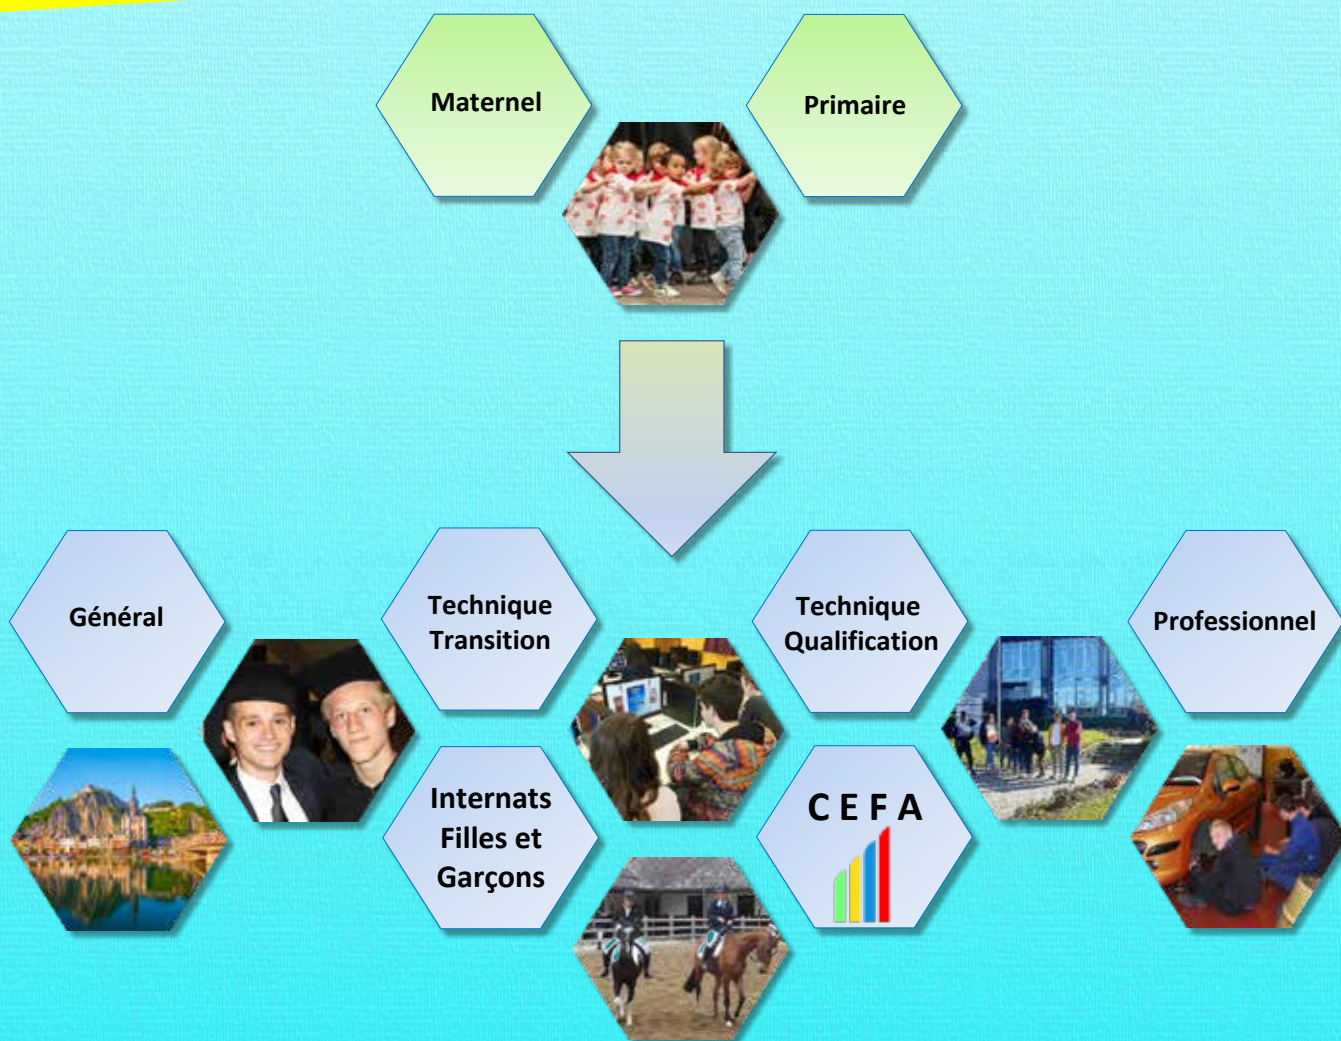 Maternel
Primaire
Général
Technique
Transition
Technique
Qualification
Professionnel
Internats
Filles et
Garçons
C E F A